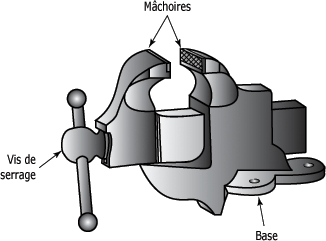 Mâchoires
Vis de
serrage
Base